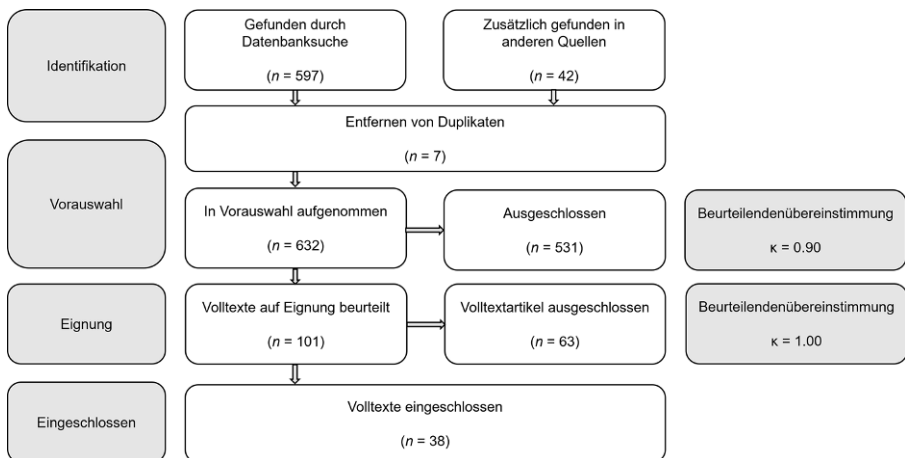 Identifikation
Gefunden durch
Datenbanksuche
(n = 597)
Zusätzlich gefunden in
anderen Quellen
(n = 42)
Entfernen von Duplikaten
(n = 7)
Vorauswahl
In Vorauswahl aufgenommen
(n = 632)
Ausgeschlossen
(n = 531)
Beurteilendenübereinstimmung
κ = 0.90
Eignung
Volltexte auf Eignung beurteilt
(n = 101)
Volltextartikel ausgeschlossen
(n = 63)
Beurteilendenübereinstimmung
κ = 1.00
Eingeschlossen
Volltexte eingeschlossen
(n = 38)